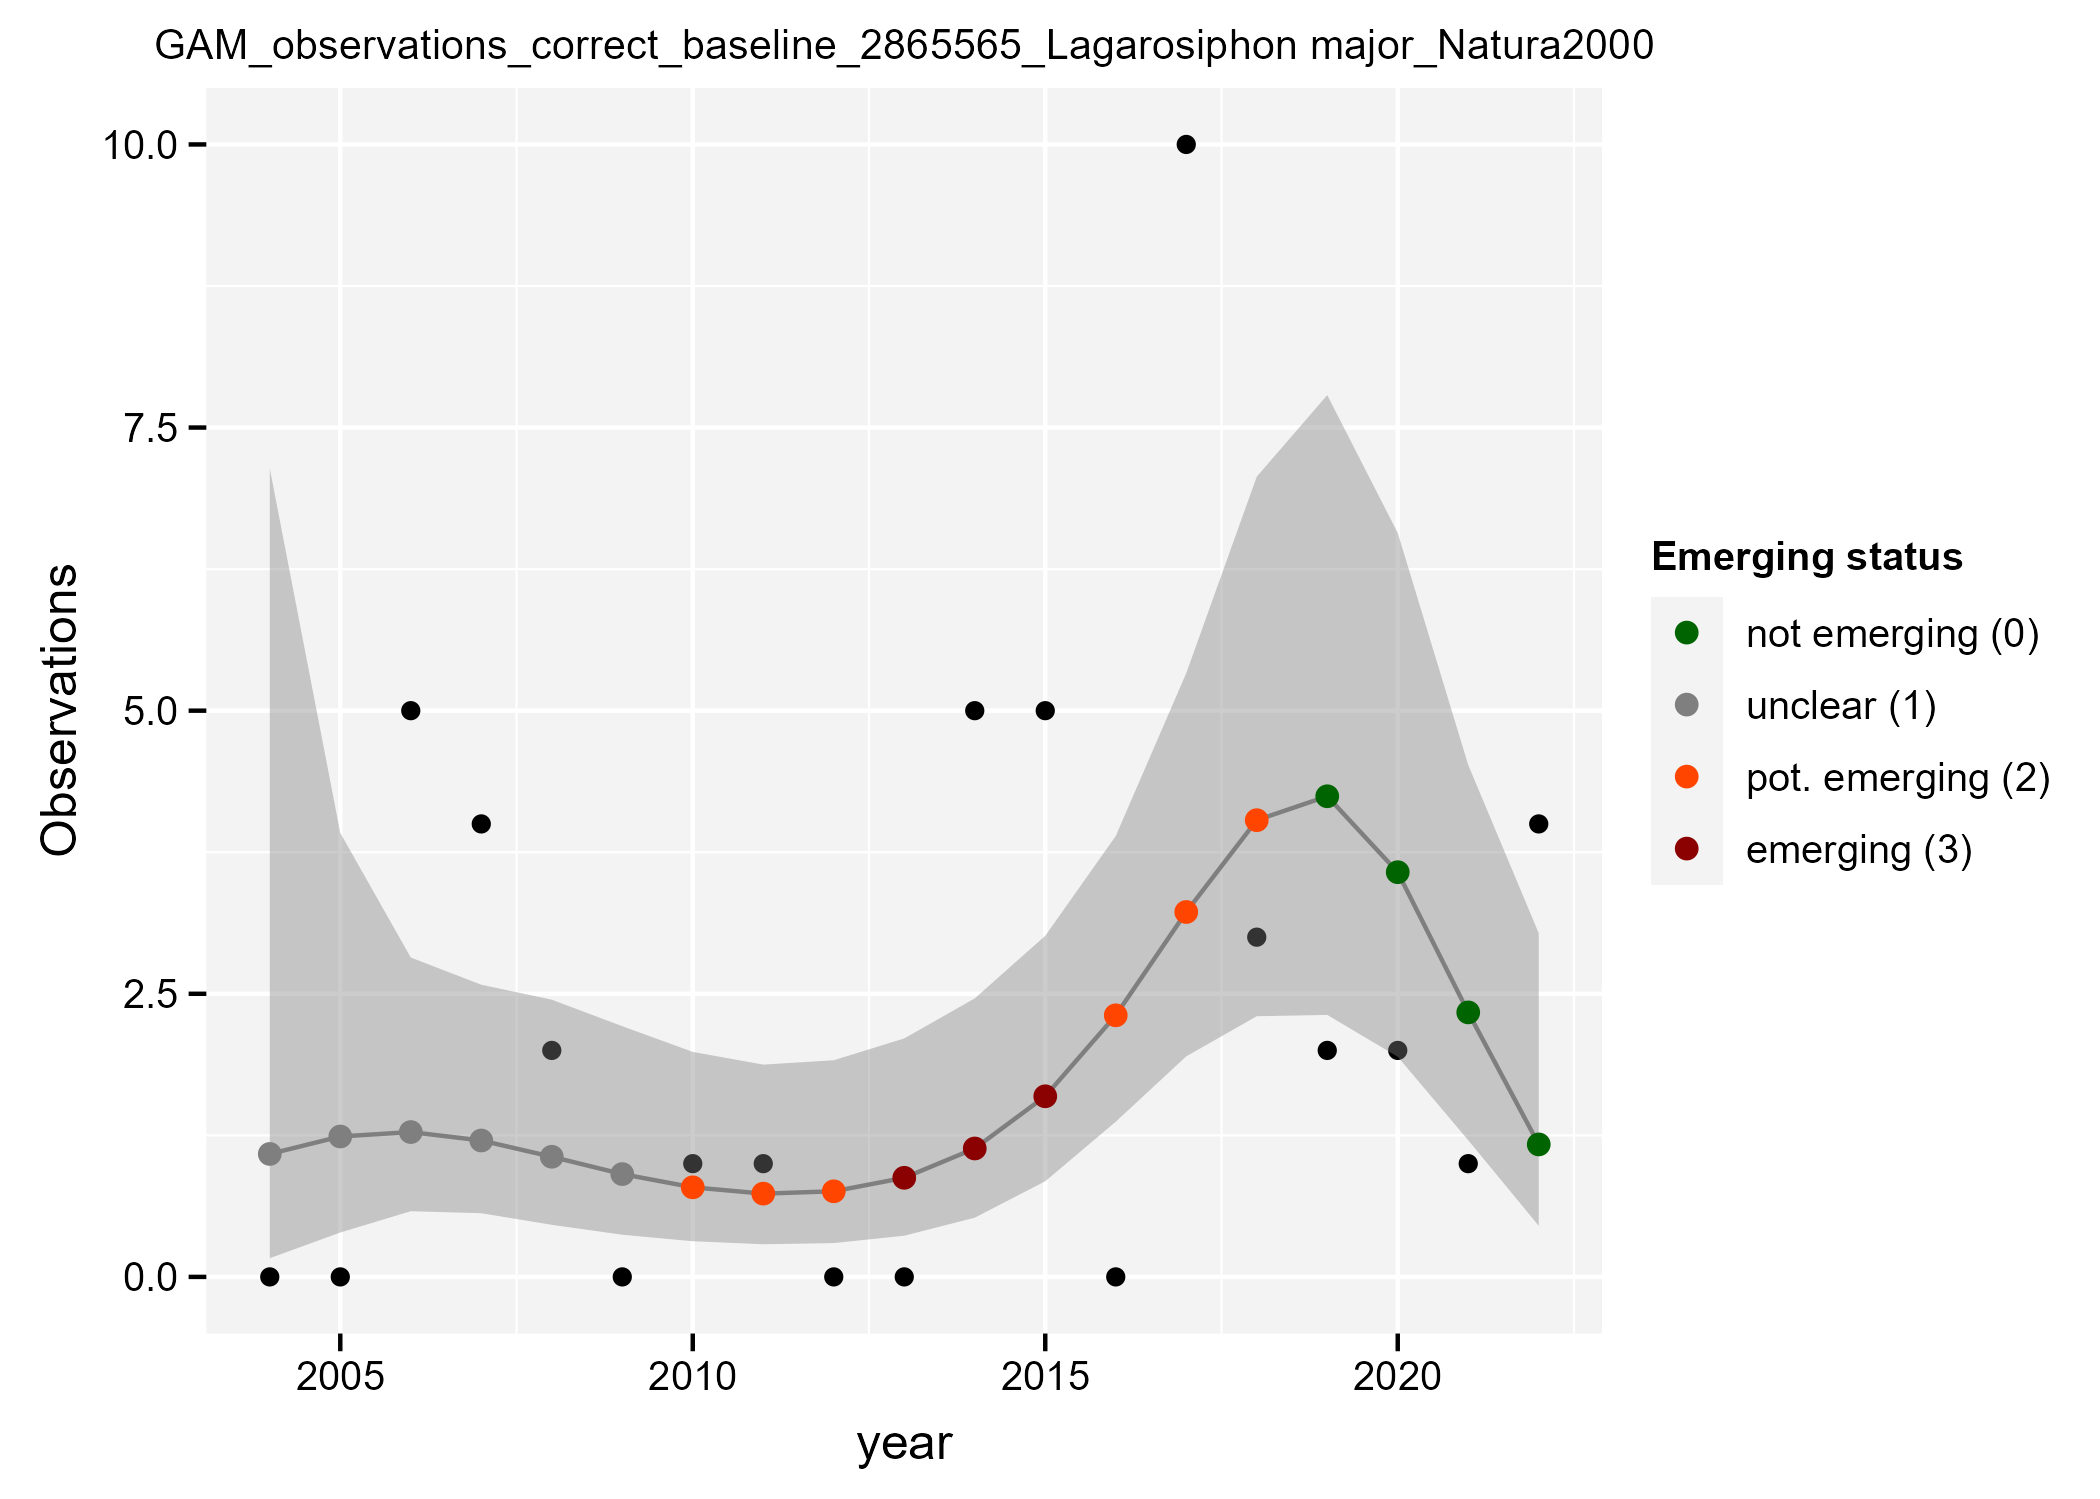 GAM_observations_correct_baseline_2865565_Lagarosiphon major_Natura2000
Observations
10.0
7.5
5.0
2.5
0.0
2005
2010
2015
2020
year
Emerging status
not emerging (0)
unclear (1)
pot. emerging (2)
emerging (3)